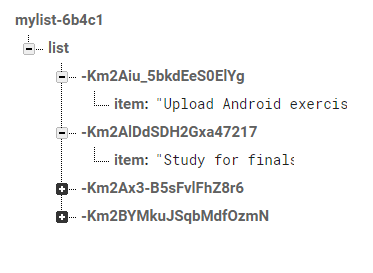 mylist-6b4c1
list
-Km2Aiu_5bkdEeS0ElYg
item: "Upload Android exercis
-Km2AlDdSDH2Gxa47217
item: "Study for finals
-Km2Ax3-B5sFvlFhZ8r6
-Km2BYMkuJSqbMdfOzmN